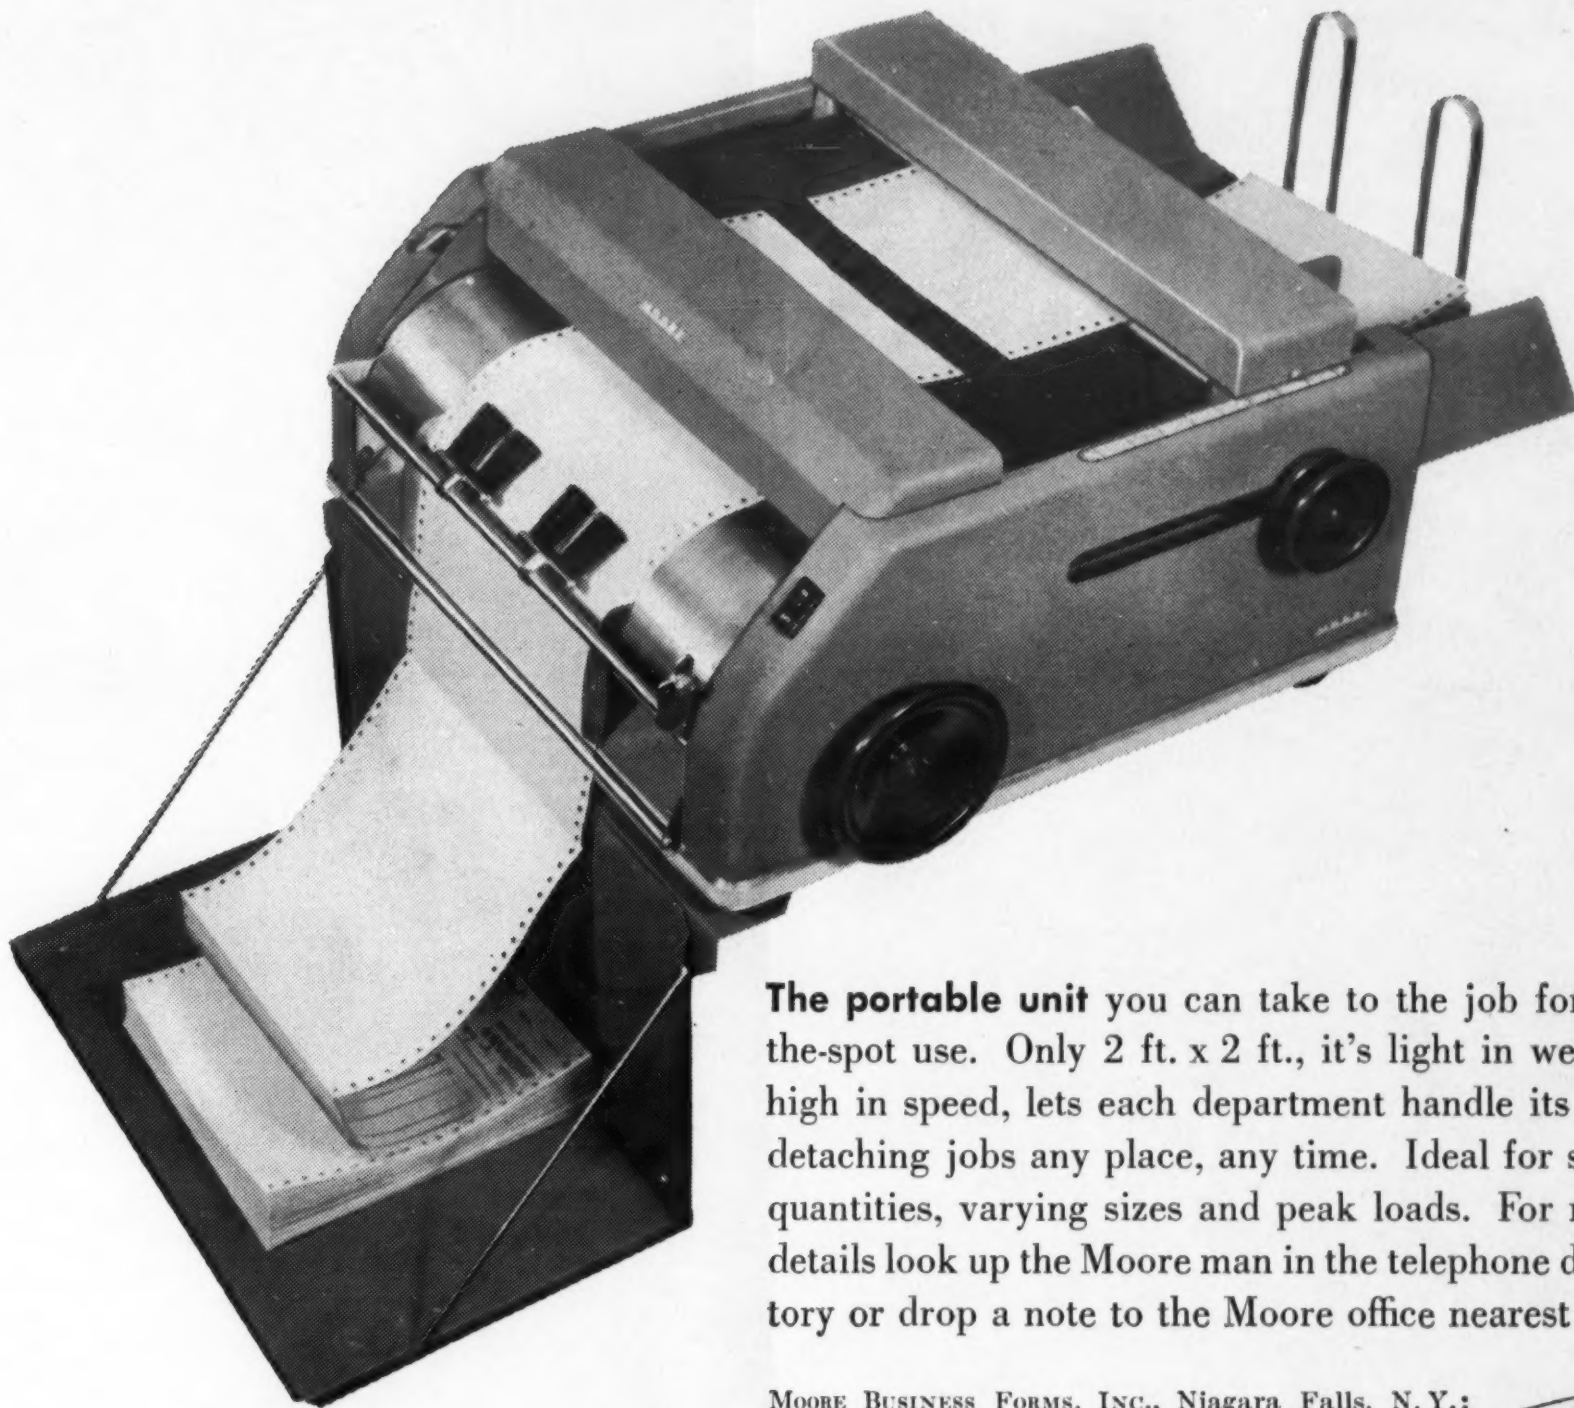 The portable unit you can take to the job for
the-spot use. Only 2 ft. x 2 ft., it's light in we
high in speed, lets each department handle its
detaching jobs any place, any time. Ideal for s
quantities, varying sizes and peak loads. For
details look up the Moore man in the telephone d
tory or drop a note to the Moore office nearest
MOORE BUSINESS FORMS, INC., Niagara Falls, N.Y.;